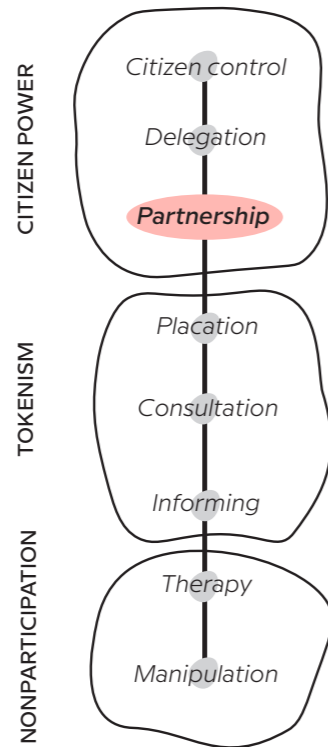 CITIZEN POWER
Citizen control
Delegation
Partnership
TOKENISM
Placation
Consultation
Informing
NONPARTICIPATION
Therapy
Manipulation